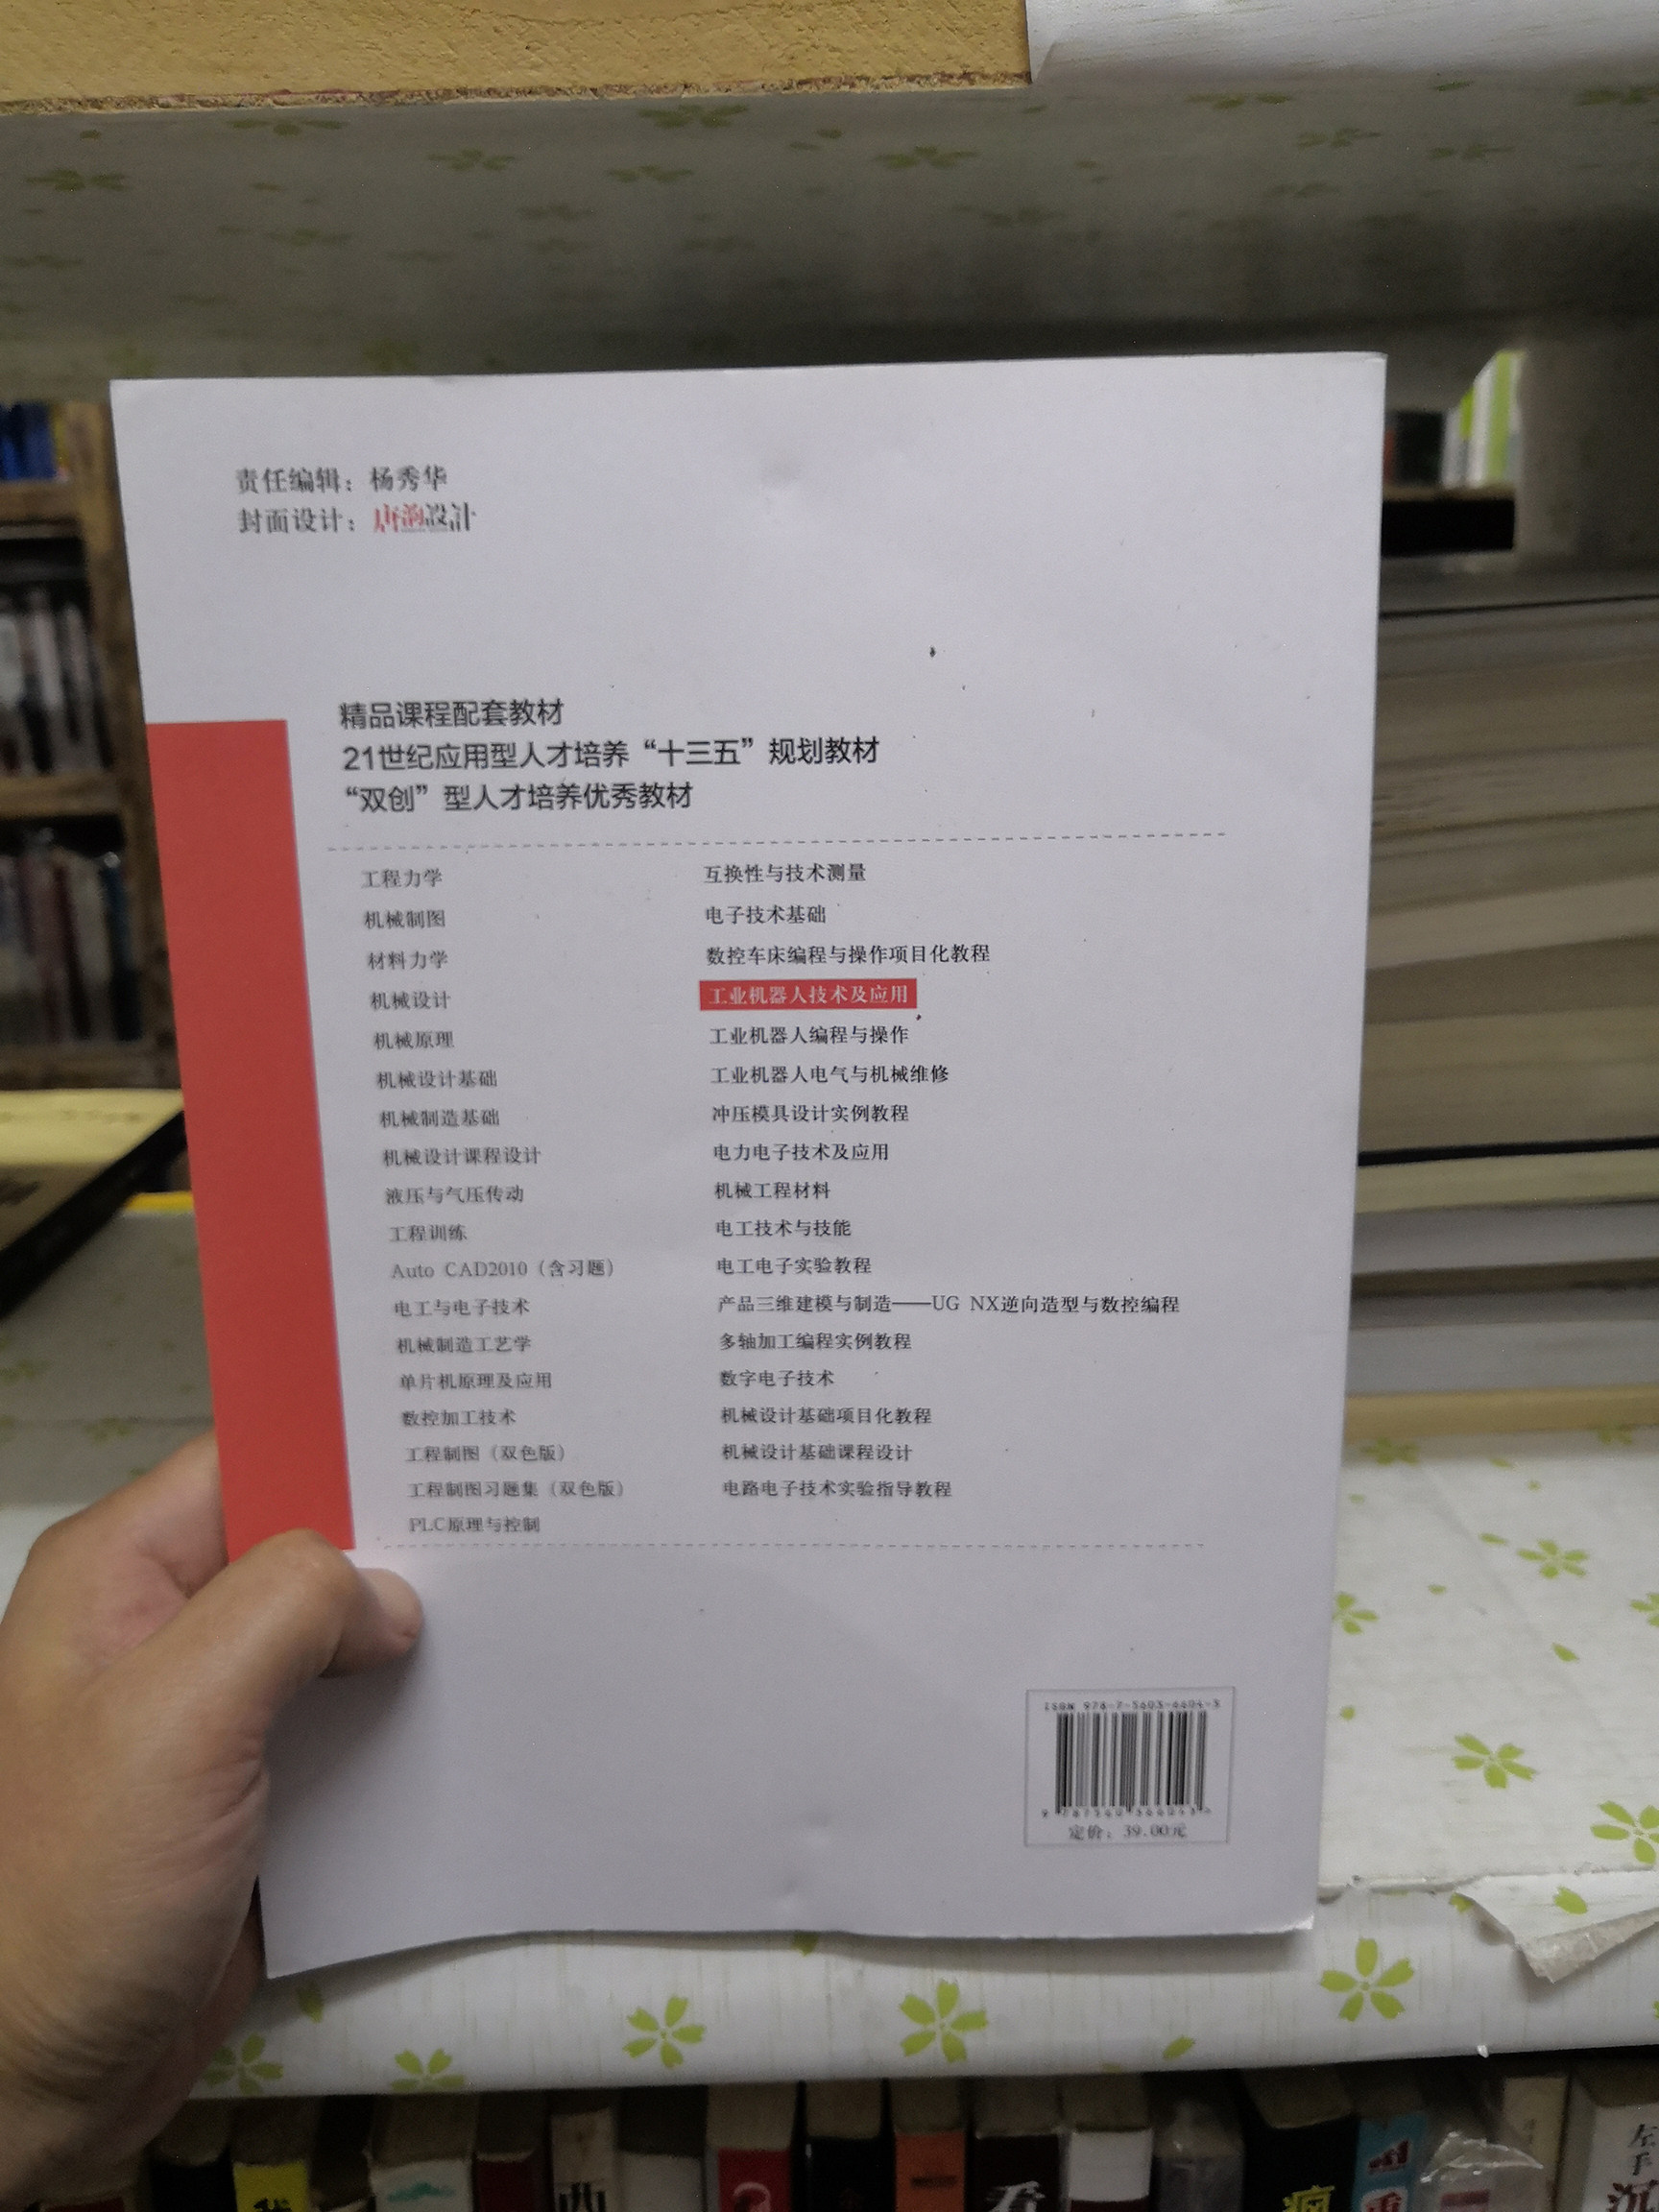 责任编辑：杨秀华
封面设计：唐韵設計
精品课程配套教材
21世纪应用型人才培养“十三五”规划教材
“双创”型人才培养优秀教材
工程力学
机械制图
材料力学
机械设计
机械原理
机械设计基础
机械制造基础
机械设计课程设计
液压与气压传动
工程训练
Auto CAD2010（含习题）
电工与电子技术
机械制造工艺学
单片机原理及应用
数控加工技术
工程制图（双色版）
工程制图习题集（双色版）
PLC原理与控制
互换性与技术测量
电子技术基础
数控车床编程与操作项目化教程
工业机器人技术及应用
工业机器人编程与操作
工业机器人电气与机械维修
冲压模具设计实例教程
电力电子技术及应用
机械工程材料
电工技术与技能
电工电子实验教程
产品三维建模与制造——UG NX逆向造型与数控编程
多轴加工编程实例教程
数字电子技术
机械设计基础项目化教程
机械设计基础课程设计
电路电子技术实验指导教程
ISBN 978-7-5603-6604-3
定价：39.00元
西
看
疯
左手
沉